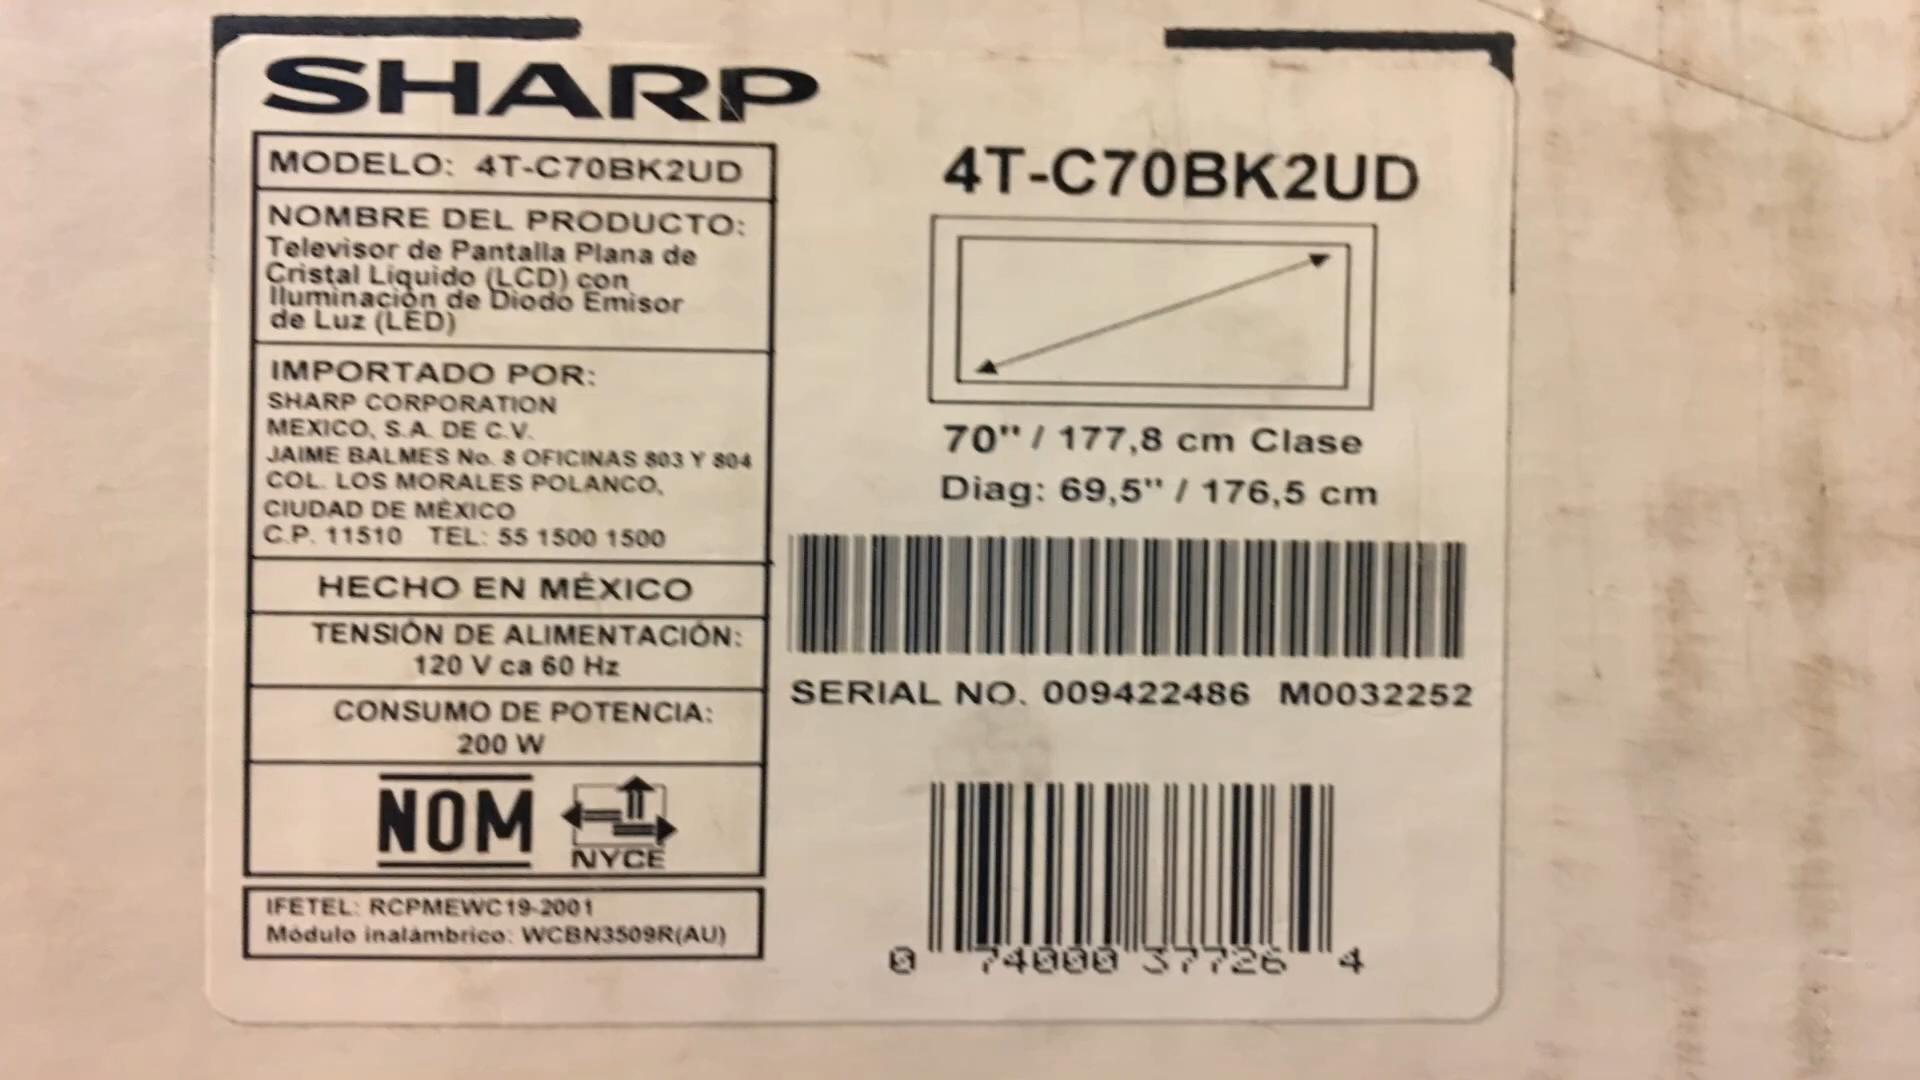 SHARP
MODELO: 4T-C70BK2UD
NOMBRE DEL PRODUCTO:
Televisor de Pantalla Plana de
Cristal Liquido (LCD) con
Iluminación de Diodo Emisor
de Luz (LED)
IMPORTADO POR:
SHARP CORPORATION
MEXICO, S.A. DE C.V.
JAIME BALMES No. 8 OFICINAS 803 Y 804
COL. LOS MORALES POLANCO,
CIUDAD DE MÉXICO
C.P. 11510 TEL: 55 1500 1500
HECHO EN MÉXICO
TENSIÓN DE ALIMENTACIÓN:
120 V ca 60 Hz
CONSUMO DE POTENCIA:
200 W
NOM
NYCE
IFETEL: RCPMEWC19-2001
Módulo inalámbrico: WCBN3509R(AU)
4T-C70BK2UD
70" / 177,8 cm Clase
Diag: 69,5" / 176,5 cm
SERIAL NO. 009422486 M0032252
0 74000 37726 4